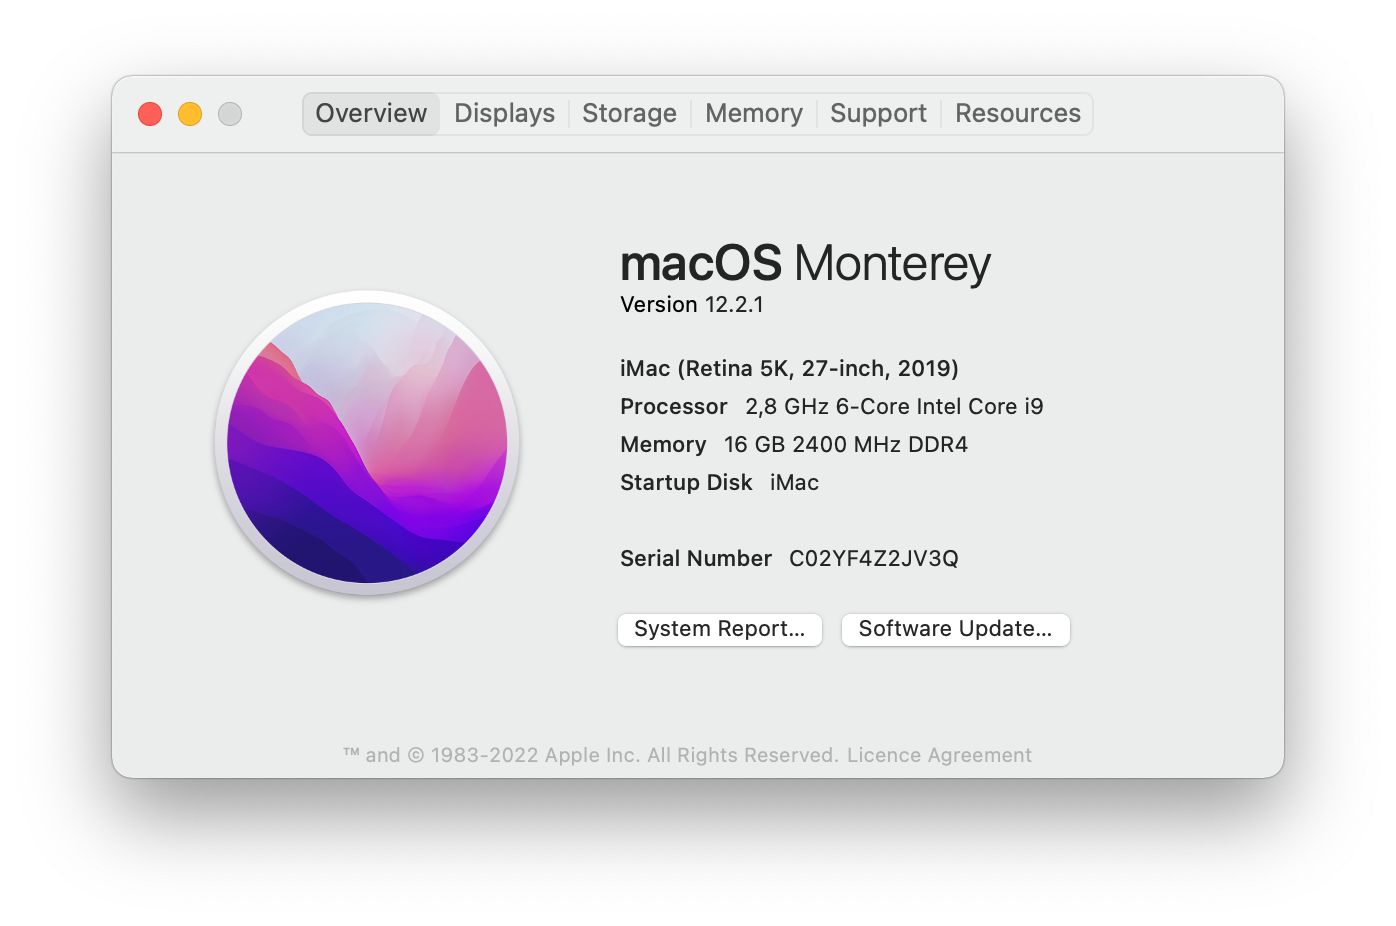 Overview Displays Storage Memory Support Resources
macOS Monterey
Version 12.2.1
iMac (Retina 5K, 27-inch, 2019)
Processor 2,8 GHz 6-Core Intel Core i9
Memory 16 GB 2400 MHz DDR4
Startup Disk iMac
Serial Number C02YF4Z2JV3Q
System Report... Software Update...
™ and © 1983-2022 Apple Inc. All Rights Reserved. Licence Agreement